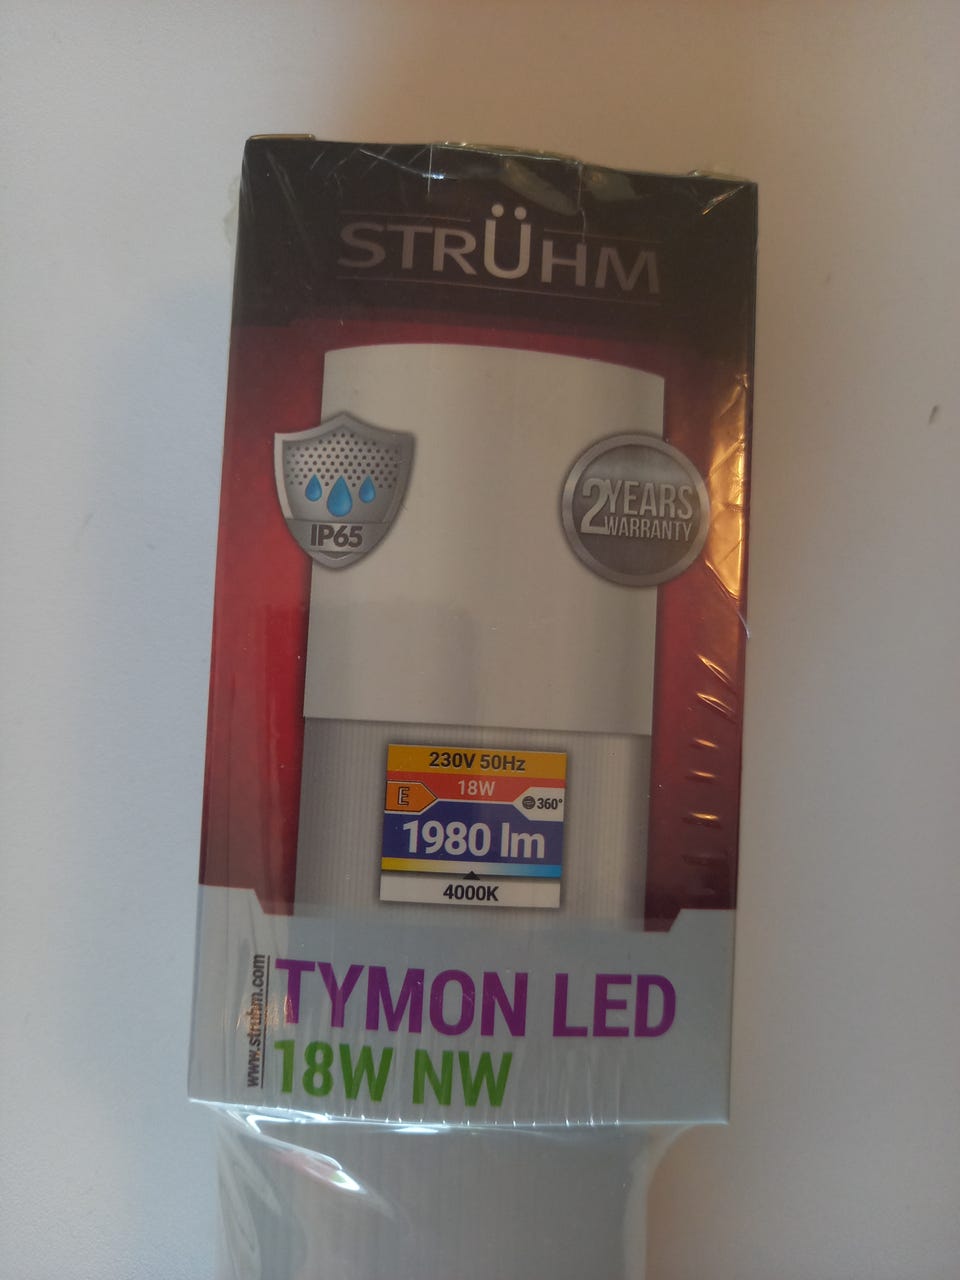 STRÜHM
IP65
2 YEARS
WARRANTY
230V 50Hz
18W
E
360°
1980 lm
4000K
www.struhm.com
TYMON LED
18W NW